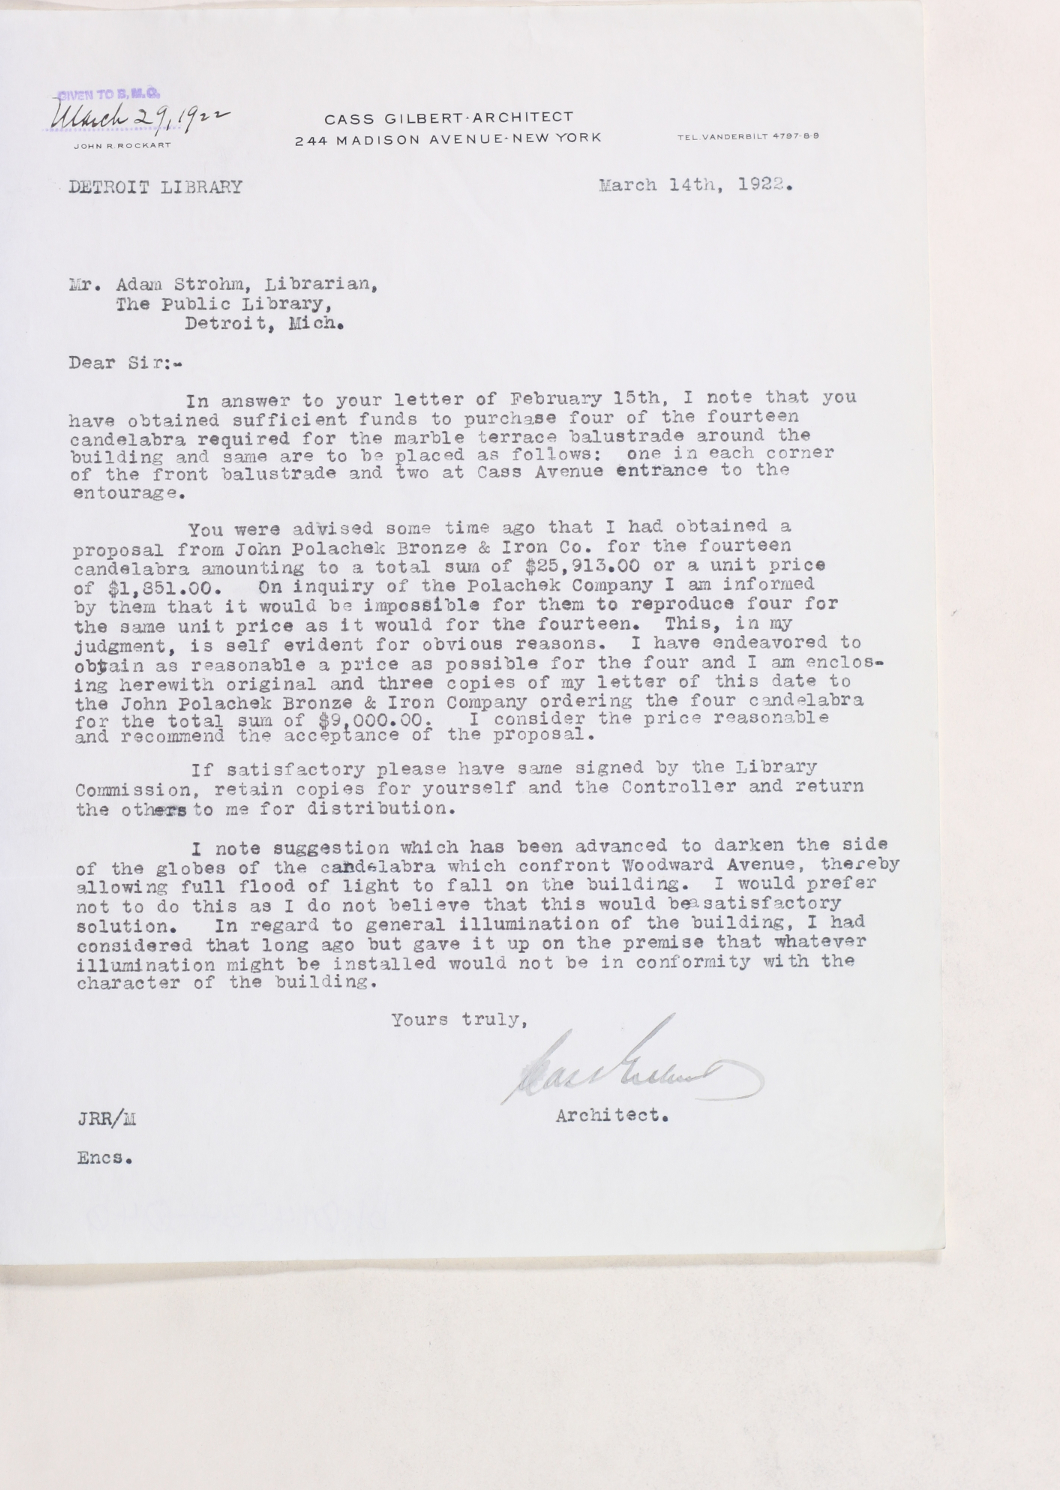 GIVEN TO B.M.O.
March 29, 1922
JOHN R. ROCKART
CASS GILBERT·ARCHITECT
244 MADISON AVENUE·NEW YORK
TEL. VANDERBILT 4797-8-9
DETROIT LIBRARY
March 14th, 1922.
Mr. Adam Strohm, Librarian,
The Public Library,
Detroit, Mich.
Dear Sir:-
In answer to your letter of February 15th, I note that you
have obtained sufficient funds to purchase four of the fourteen
candelabra required for the marble terrace balustrade around the
building and same are to be placed as follows: one in each corner
of the front balustrade and two at Cass Avenue entrance to the
entourage.
You were advised some time ago that I had obtained a
proposal from John Polachek Bronze & Iron Co. for the fourteen
candelabra amounting to a total sum of $25,913.00 or a unit price
of $1,851.00. On inquiry of the Polachek Company I am informed
by them that it would be impossible for them to reproduce four for
the same unit price as it would for the fourteen. This, in my
judgment, is self evident for obvious reasons. I have endeavored to
obtain as reasonable a price as possible for the four and I am enclos-
ing herewith original and three copies of my letter of this date to
the John Polachek Bronze & Iron Company ordering the four candelabra
for the total sum of $9,000.00. I consider the price reasonable
and recommend the acceptance of the proposal.
If satisfactory please have same signed by the Library
Commission, retain copies for yourself and the Controller and return
the others to me for distribution.
I note suggestion which has been advanced to darken the side
of the globes of the candelabra which confront Woodward Avenue, thereby
allowing full flood of light to fall on the building. I would prefer
not to do this as I do not believe that this would be a satisfactory
solution. In regard to general illumination of the building, I had
considered that long ago but gave it up on the premise that whatever
illumination might be installed would not be in conformity with the
character of the building.
Yours truly,
Cass Gilbert
Architect.
JRR/M
Encs.